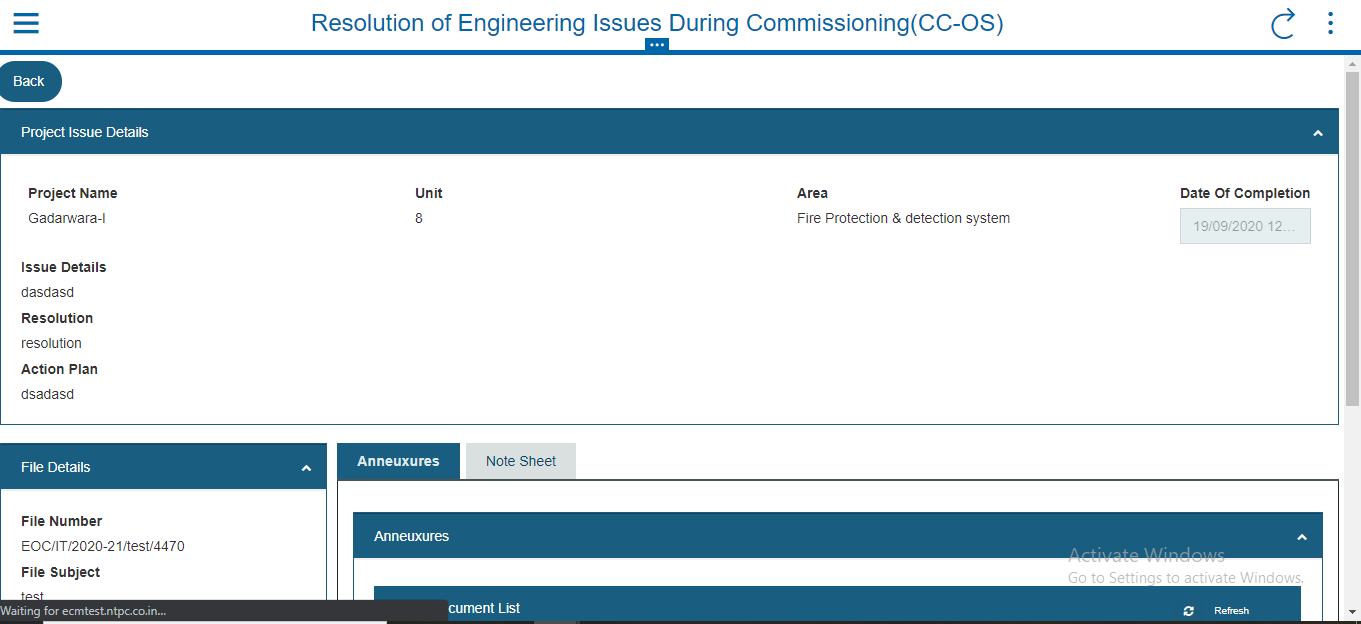 Resolution of Engineering Issues During Commissioning(CC-OS)
Back
Project Issue Details
Project Name Unit Area Date Of Completion
Gadarwara-I 8 Fire Protection & detection system 19/09/2020 12...
Issue Details
dasdasd
Resolution
resolution
Action Plan
dsadasd
File Details
Anneuxures Note Sheet
File Number
EOC/IT/2020-21/test/4470
File Subject
test
Anneuxures
Activate Windows
Go to Settings to activate Windows.
cument List Refresh
Waiting for ecmtest.ntpc.co.in...